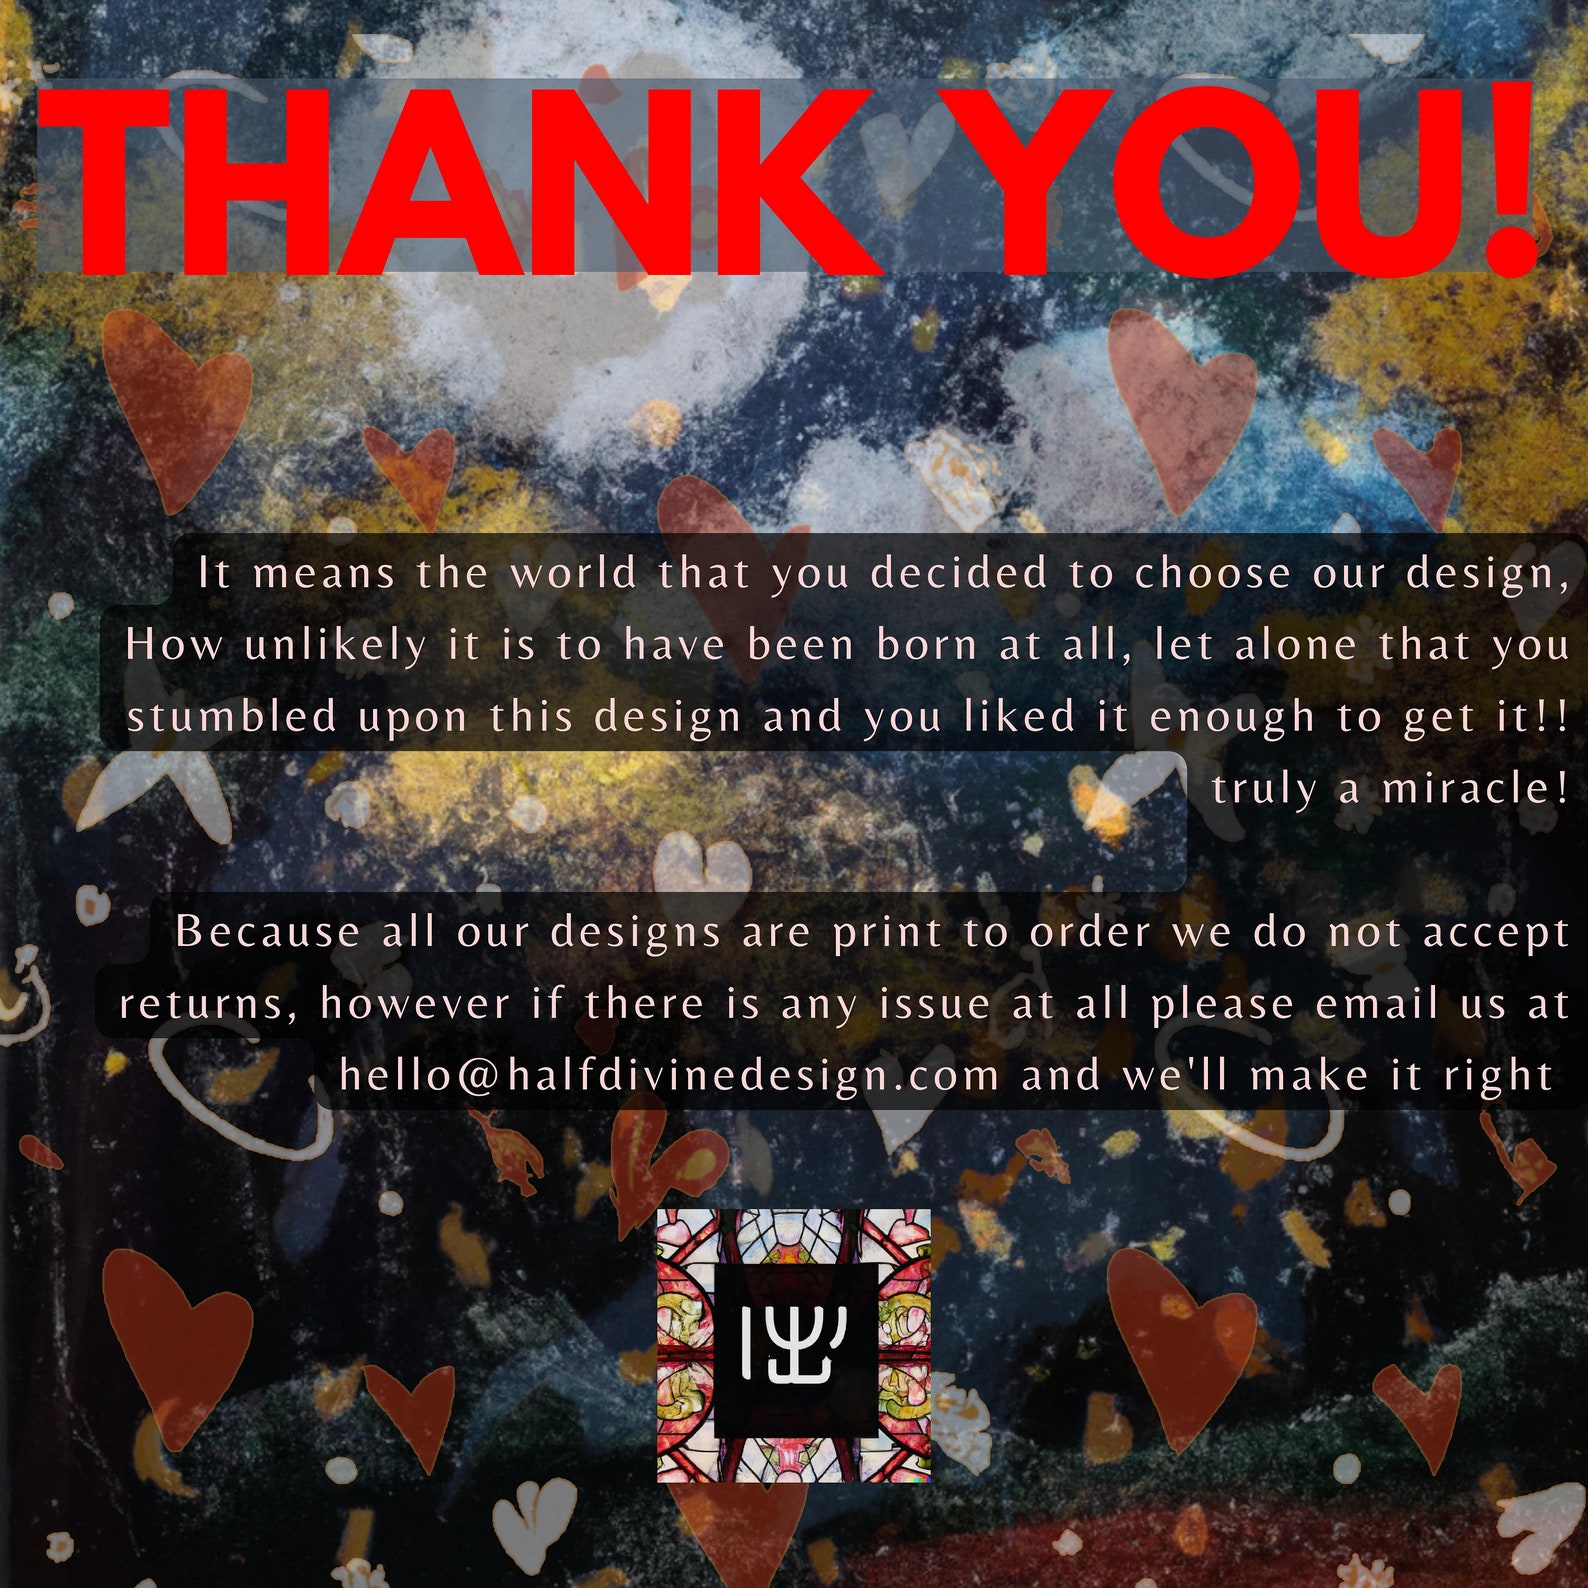 THANK YOU!
It means the world that you decided to choose our design,
How unlikely it is to have been born at all, let alone that you
stumbled upon this design and you liked it enough to get it!!
truly a miracle!
Because all our designs are print to order we do not accept
returns, however if there is any issue at all please email us at
hello@halfdivinedesign.com and we'll make it right